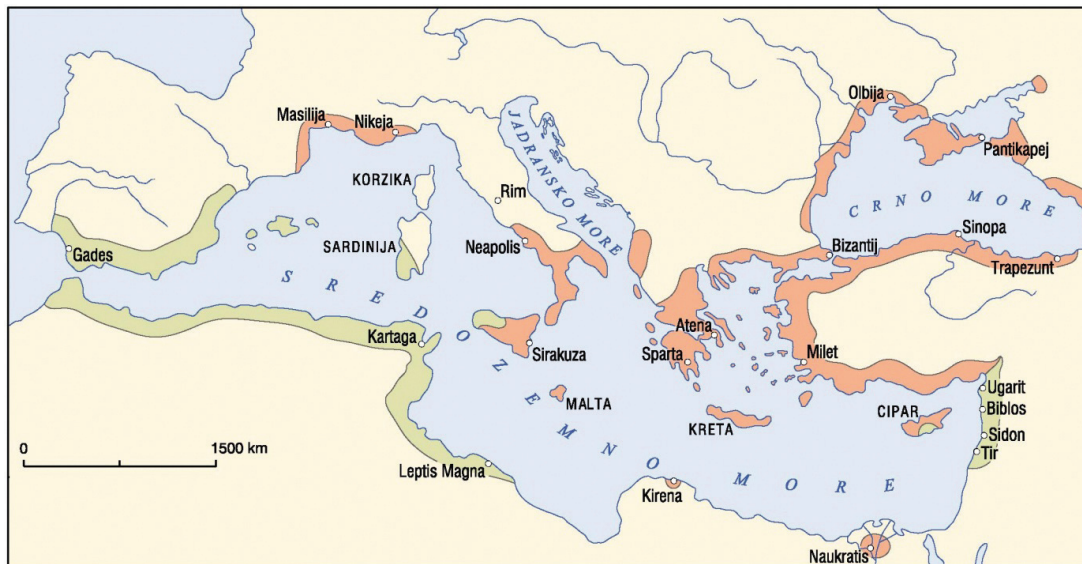 Olbija
Masilija
Nikeja
Pantikapej
JADRANSKO MORE
KORZIKA
Rim
CRNO MORE
Sinopa
SARDINIJA
Neapolis
Bizantij
Gades
Trapezunt
SREDOZEMNO MORE
Kartaga
Atena
Sirakuza
Sparta
Milet
Ugarit
MALTA
Biblos
CIPAR
KRETA
Sidon
0 1500 km
Tir
Leptis Magna
Kirena
Naukratis